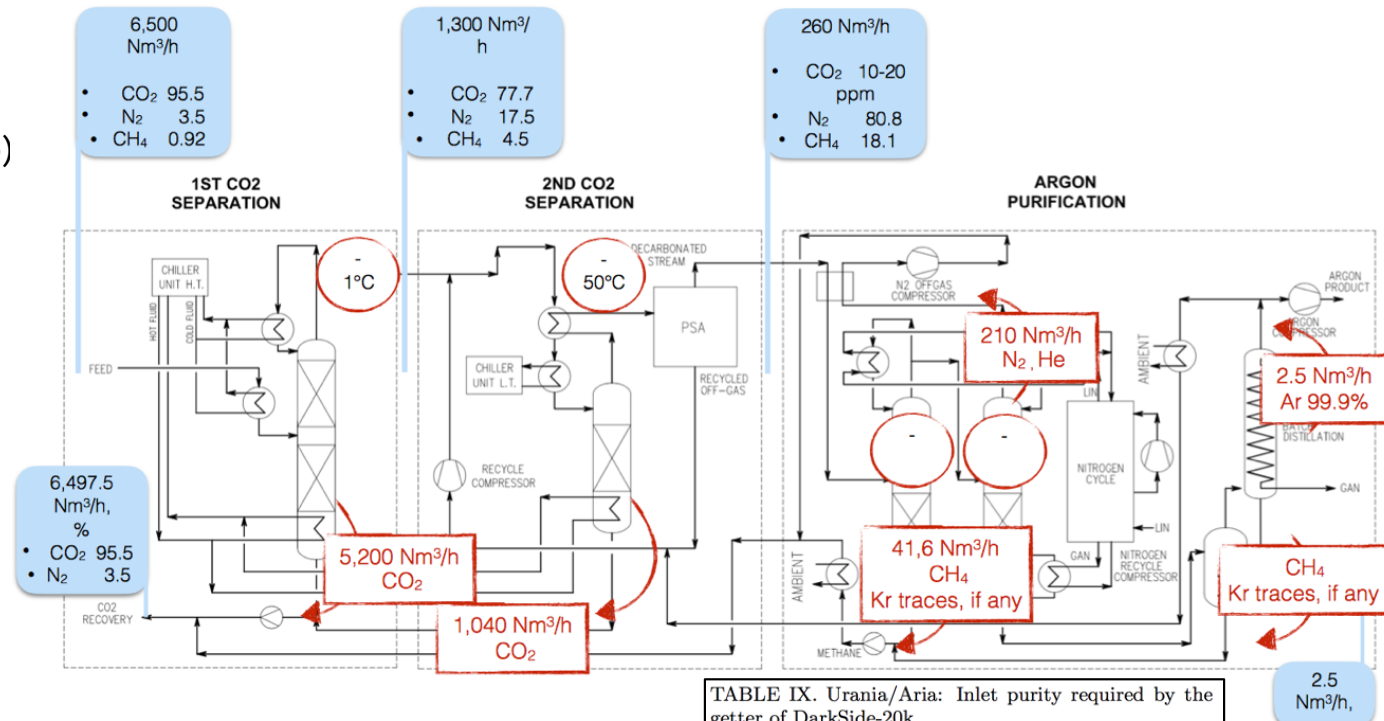 6,500
Nm³/h
• CO₂ 95.5
• N₂ 3.5
• CH₄ 0.92
1,300 Nm³/
h
• CO₂ 77.7
• N₂ 17.5
• CH₄ 4.5
260 Nm³/h
• CO₂ 10-20
ppm
• N₂ 80.8
• CH₄ 18.1
)
1ST CO2
SEPARATION
2ND CO2
SEPARATION
ARGON
PURIFICATION
CHILLER
UNIT H.T.
HOT FLUID
COLD FLUID
FEED
-
1°C
-
50°C
DECARBONATED
STREAM
PSA
CHILLER
UNIT L.T.
RECYCLED
OFF-GAS
RECYCLE
COMPRESSOR
N2 OFFGAS
COMPRESSOR
210 Nm³/h
N₂, He
LIN
-
-
NITROGEN
CYCLE
LIN
GAN
NITROGEN
RECYCLE
COMPRESSOR
AMBIENT
ARGON
PRODUCT
ARGON
COMPRESSOR
2.5 Nm³/h
Ar 99.9%
BATCH
DISTILLATION
GAN
6,497.5
Nm³/h,
%
• CO₂ 95.5
• N₂ 3.5
CO2
RECOVERY
5,200 Nm³/h
CO₂
1,040 Nm³/h
CO₂
AMBIENT
41,6 Nm³/h
CH₄
Kr traces, if any
METHANE
CH₄
Kr traces, if any
2.5
Nm³/h,
TABLE IX. Urania/Aria: Inlet purity required by the
getter of DarkSide-20k